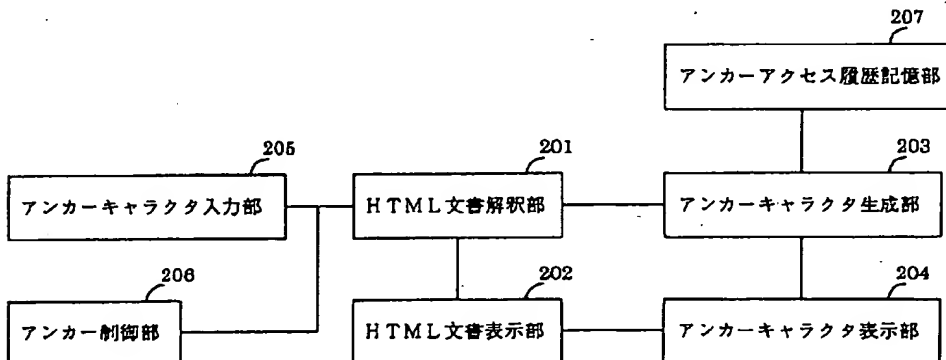 207
アンカーアクセス履歴記憶部
205
アンカーキャラクタ入力部
201
HTML文書解釈部
203
アンカーキャラクタ生成部
206
アンカー制御部
202
HTML文書表示部
204
アンカーキャラクタ表示部